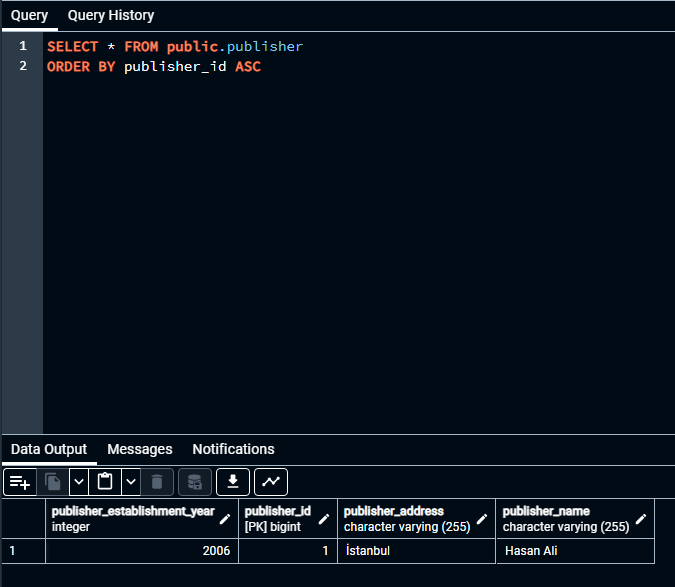 Query Query History
1 SELECT * FROM public.publisher
2 ORDER BY publisher_id ASC
Data Output Messages Notifications
publisher_establishment_year publisher_id publisher_address publisher_name
integer [PK] bigint character varying (255) character varying (255)
1 2006 1 İstanbul Hasan Ali